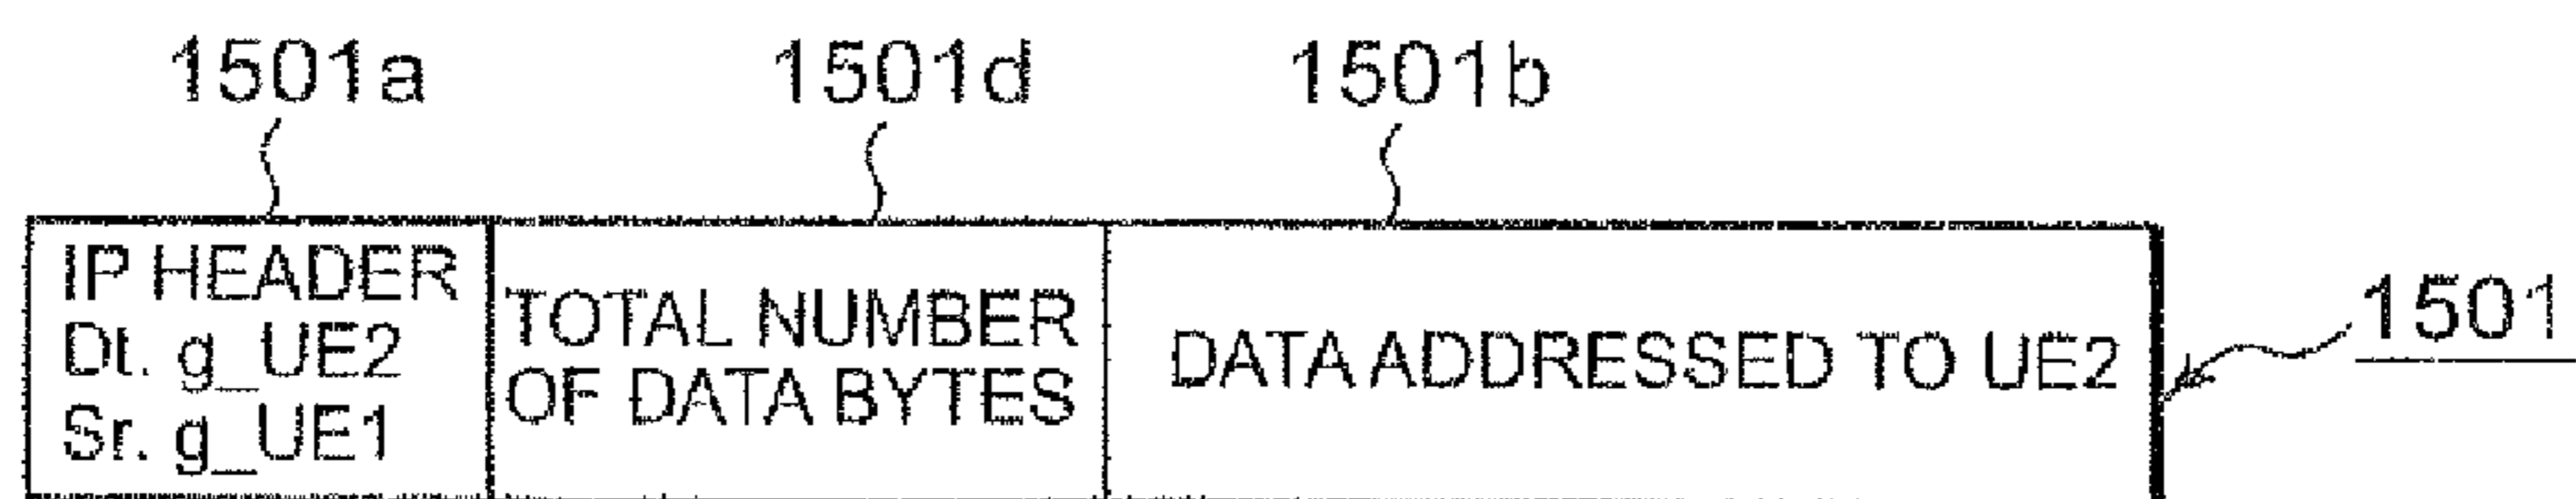 1501a 1501d 1501b
IP HEADER
Dt. g_UE2
Sr. g_UE1
TOTAL NUMBER
OF DATA BYTES
DATA ADDRESSED TO UE2
1501